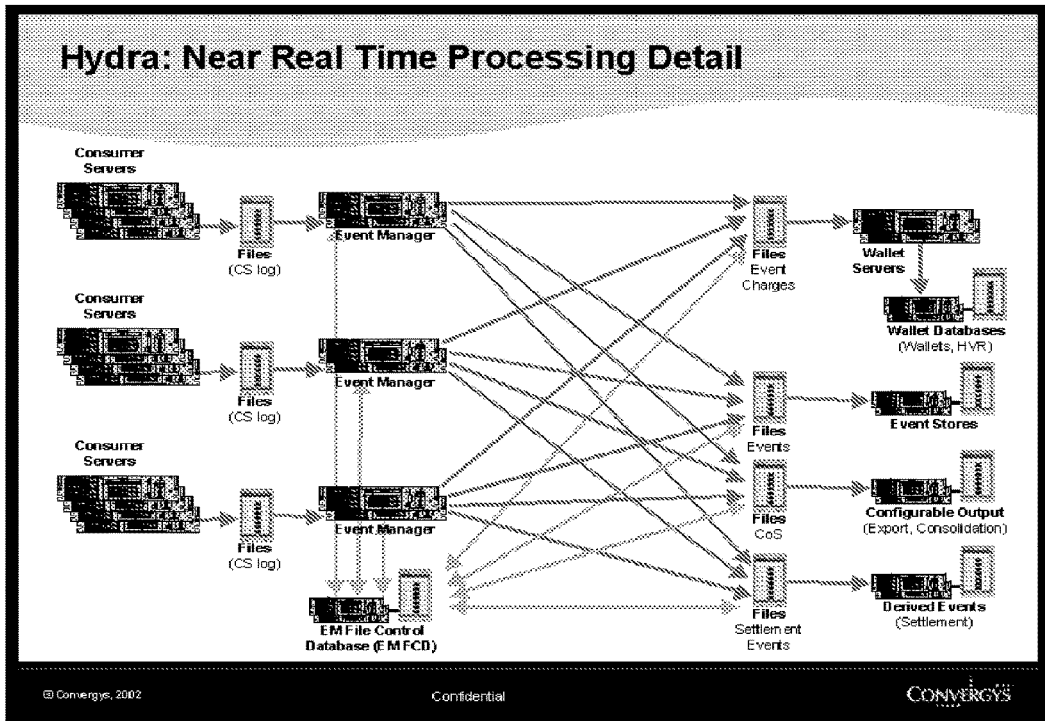 Hydra: Near Real Time Processing Detail
Consumer
Servers
Files
(CS log)
Event Manager
Files
Event
Charges
Wallet
Servers
Wallet Databases
(Wallets, HVR)
Consumer
Servers
Files
(CS log)
Event Manager
Files
Events
Event Stores
Consumer
Servers
Files
(CS log)
Event Manager
Files
CoS
Configurable Output
(Export, Consolidation)
EM File Control
Database (EMFCD)
Files
Settlement
Events
Derived Events
(Settlement)
© Convergys, 2002
Confidential
CONVERGYS